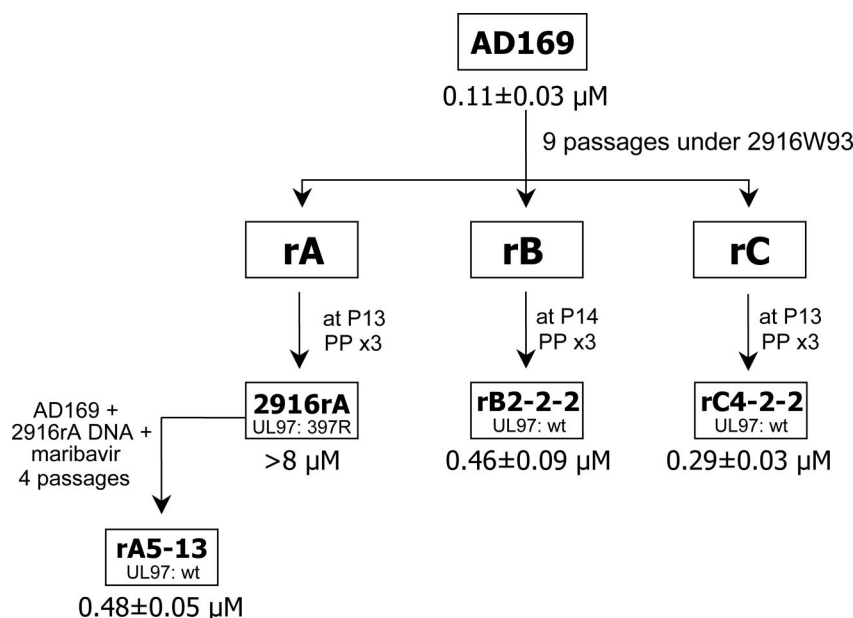 AD169
0.11±0.03 µM
9 passages under 2916W93
rA
rB
rC
at P13
PP x3
at P14
PP x3
at P13
PP x3
2916rA
UL97: 397R
>8 µM
rB2-2-2
UL97: wt
0.46±0.09 µM
rC4-2-2
UL97: wt
0.29±0.03 µM
AD169 +
2916rA DNA +
maribavir
4 passages
rA5-13
UL97: wt
0.48±0.05 µM